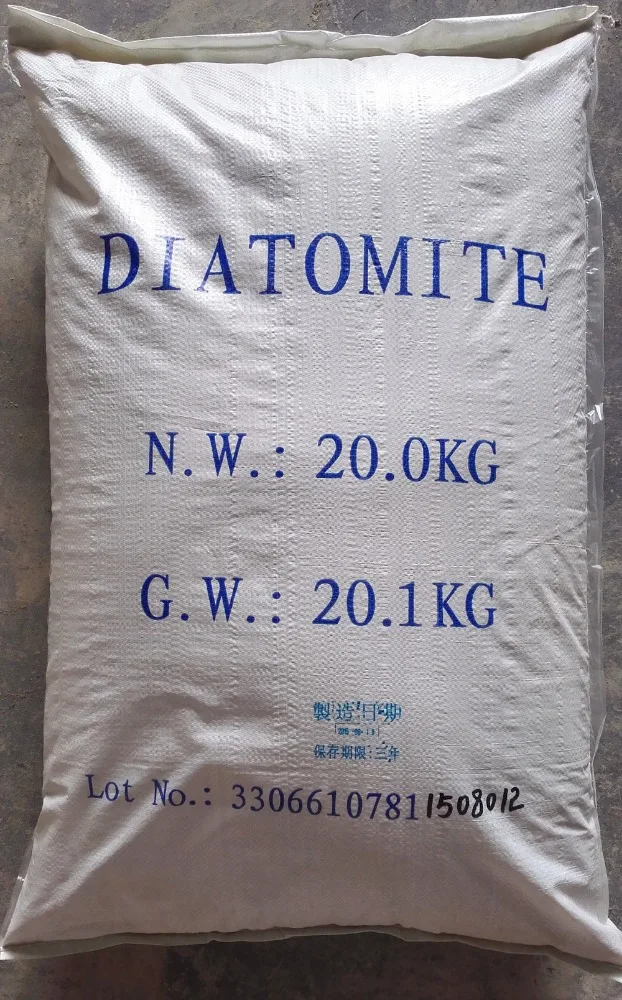 DIATOMITE
N.W.: 20.0KG
G.W.: 20.1KG
製造日期
保存期限:三年
Lot No.: 33066107811508012